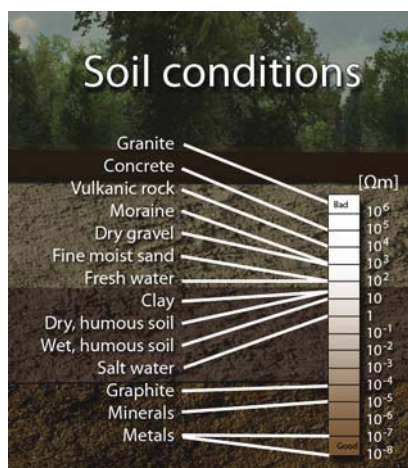 Soil conditions
Granite
Concrete
Vulkanic rock
Moraine
Dry gravel
Fine moist sand
Fresh water
Clay
Dry, humous soil
Wet, humous soil
Salt water
Graphite
Minerals
Metals
[Ωm]
Bad
10⁶
10⁵
10⁴
10³
10²
10
1
10⁻¹
10⁻²
10⁻³
10⁻⁴
10⁻⁵
10⁻⁶
10⁻⁷
Good
10⁻⁸